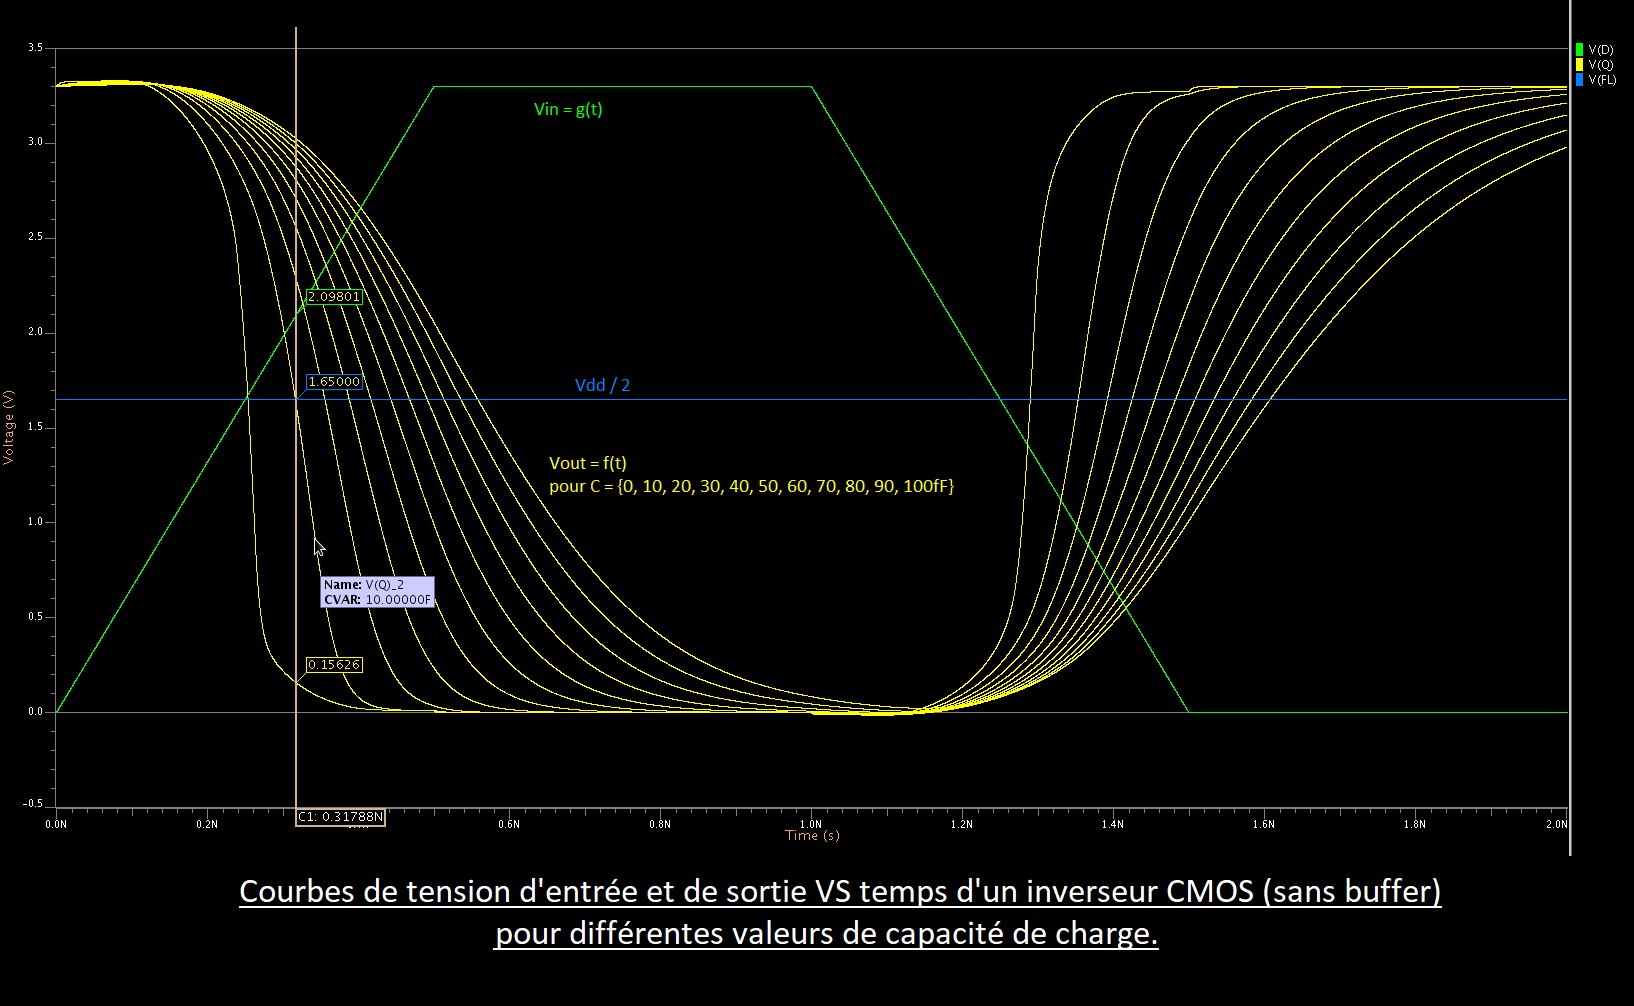 3.5
V(D)
V(Q)
V(FL)
Vin = g(t)
3.0
2.5
2.09801
2.0
1.65000
Vdd / 2
Voltage (V)
1.5
Vout = f(t)
pour C = {0, 10, 20, 30, 40, 50, 60, 70, 80, 90, 100fF}
1.0
Name: V(Q)_2
CVAR: 10.00000F
0.5
0.15626
0.0
-0.5
C1: 0.31788N
0.0N 0.2N 0.6N 0.8N 1.0N 1.2N 1.4N 1.6N 1.8N 2.0N
Time (s)
Courbes de tension d'entrée et de sortie VS temps d'un inverseur CMOS (sans buffer)
pour différentes valeurs de capacité de charge.